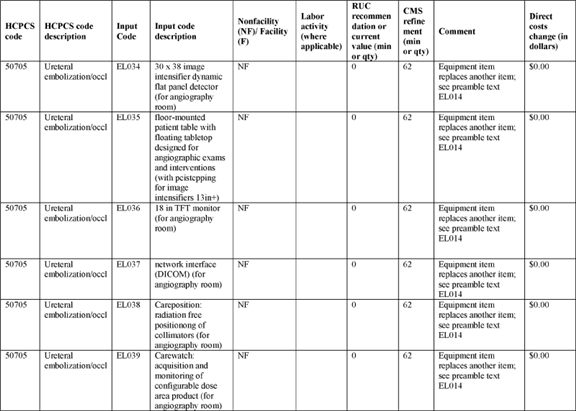 HCPCS code | HCPCS code description | Input Code | Input code description | Nonfacility (NF)/ Facility (F) | Labor activity (where applicable) | RUC recommen dation or current value (min or qty) | CMS refine ment (min or qty) | Comment | Direct costs change (in dollars)
50705 | Ureteral embolization/occl | EL034 | 30 x 38 image intensifier dynamic flat panel detector (for angiography room) | NF | | 0 | 62 | Equipment item replaces another item; see preamble text EL014 | $0.00
50705 | Ureteral embolization/occl | EL035 | floor-mounted patient table with floating tabletop designed for angiographic exams and interventions (with peistepping for image intensifiers 13in+) | NF | | 0 | 62 | Equipment item replaces another item; see preamble text EL014 | $0.00
50705 | Ureteral embolization/occl | EL036 | 18 in TFT monitor (for angiography room) | NF | | 0 | 62 | Equipment item replaces another item; see preamble text EL014 | $0.00
50705 | Ureteral embolization/occl | EL037 | network interface (DICOM) (for angiography room) | NF | | 0 | 62 | Equipment item replaces another item; see preamble text EL014 | $0.00
50705 | Ureteral embolization/occl | EL038 | Careposition: radiation free positionong of collimators (for angiography room) | NF | | 0 | 62 | Equipment item replaces another item; see preamble text EL014 | $0.00
50705 | Ureteral embolization/occl | EL039 | Carewatch: acquisition and monitoring of configurable dose area product (for angiography room) | NF | | 0 | 62 | Equipment item replaces another item; see preamble text EL014 | $0.00